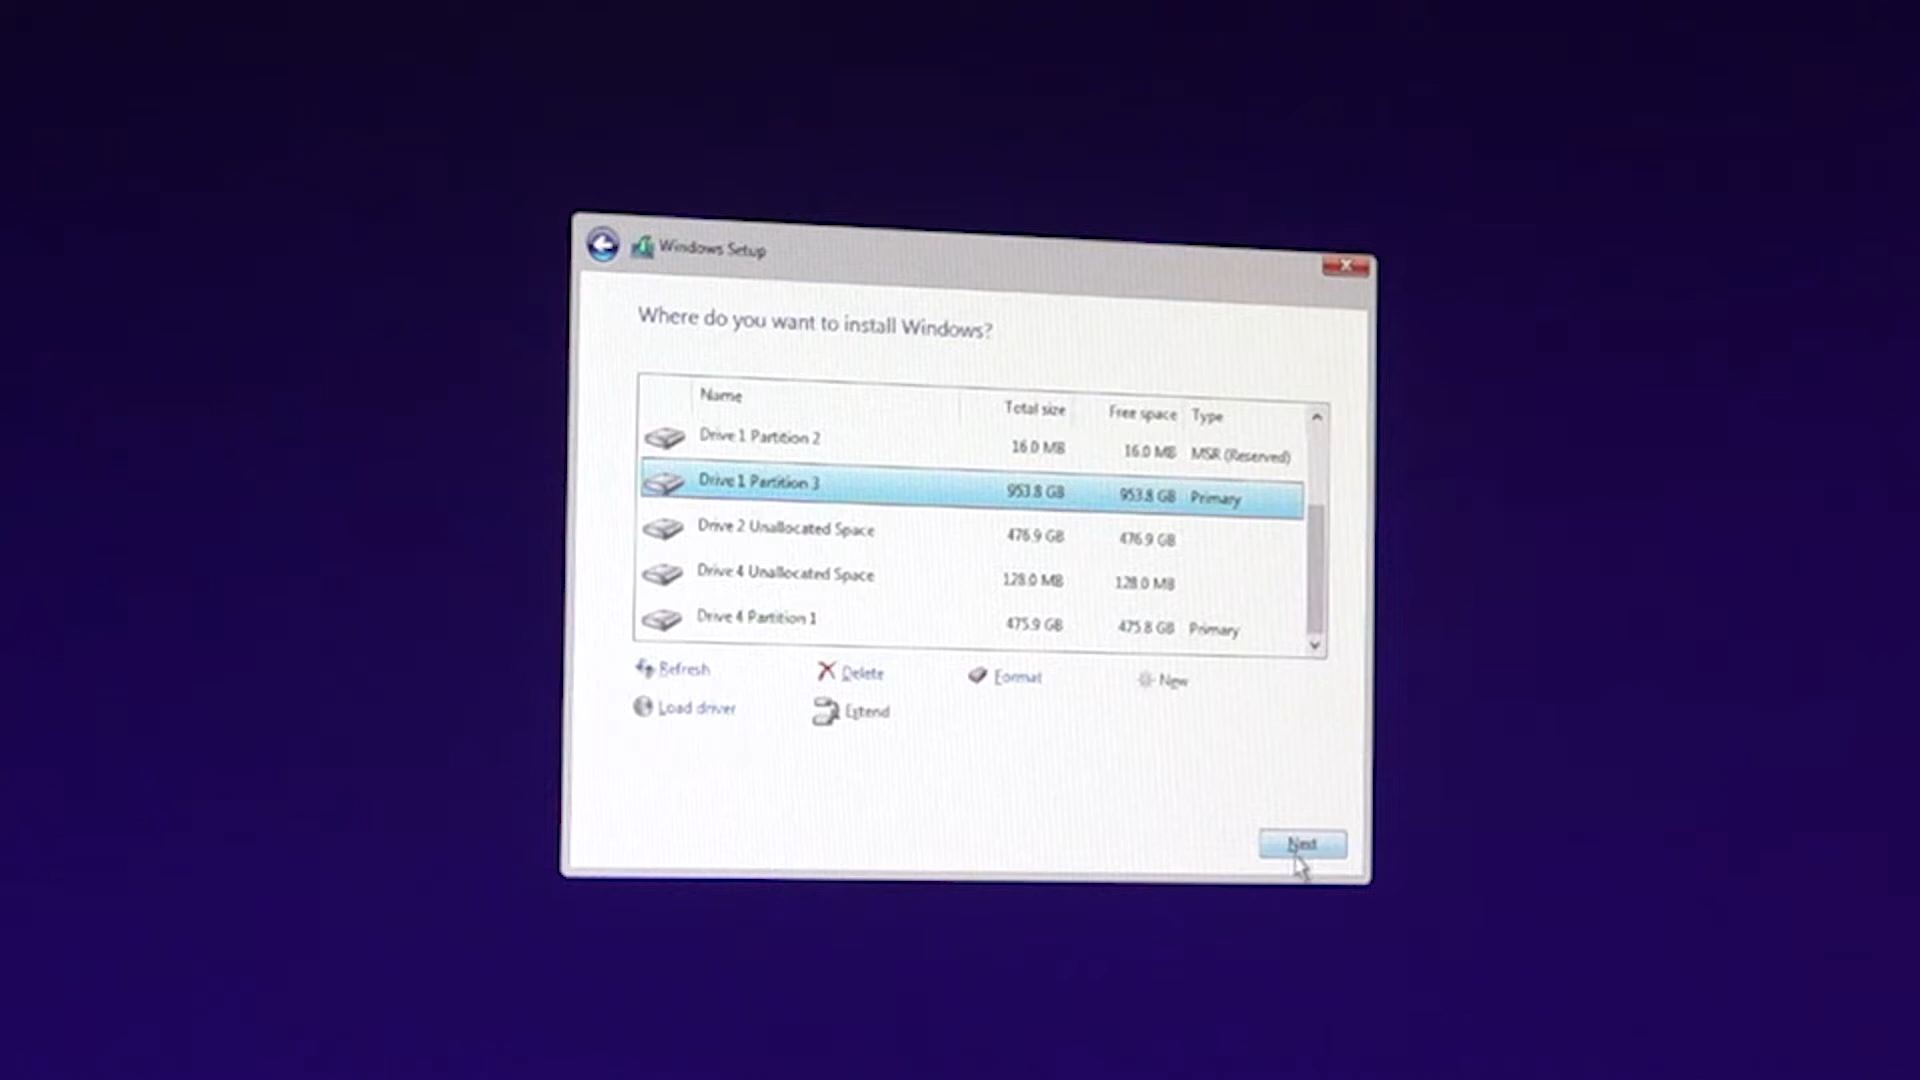 Windows Setup
Where do you want to install Windows?
Name Total size Free space Type
Drive 1 Partition 2 16.0 MB 16.0 MB MSR (Reserved)
Drive 1 Partition 3 953.8 GB 953.8 GB Primary
Drive 2 Unallocated Space 476.9 GB 476.9 GB
Drive 4 Unallocated Space 128.0 MB 128.0 MB
Drive 4 Partition 1 475.9 GB 475.8 GB Primary
Refresh Delete Format New
Load driver Extend
Next